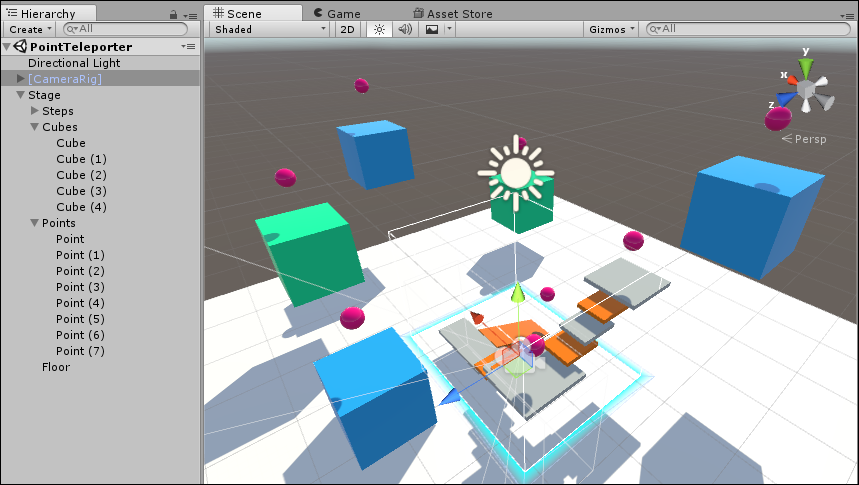 Hierarchy
Create
All
PointTeleporter
Directional Light
[CameraRig]
Stage
Steps
Cubes
Cube
Cube (1)
Cube (2)
Cube (3)
Cube (4)
Points
Point
Point (1)
Point (2)
Point (3)
Point (4)
Point (5)
Point (6)
Point (7)
Floor
Scene Game Asset Store
Shaded 2D Gizmos All
y
x
z
Persp